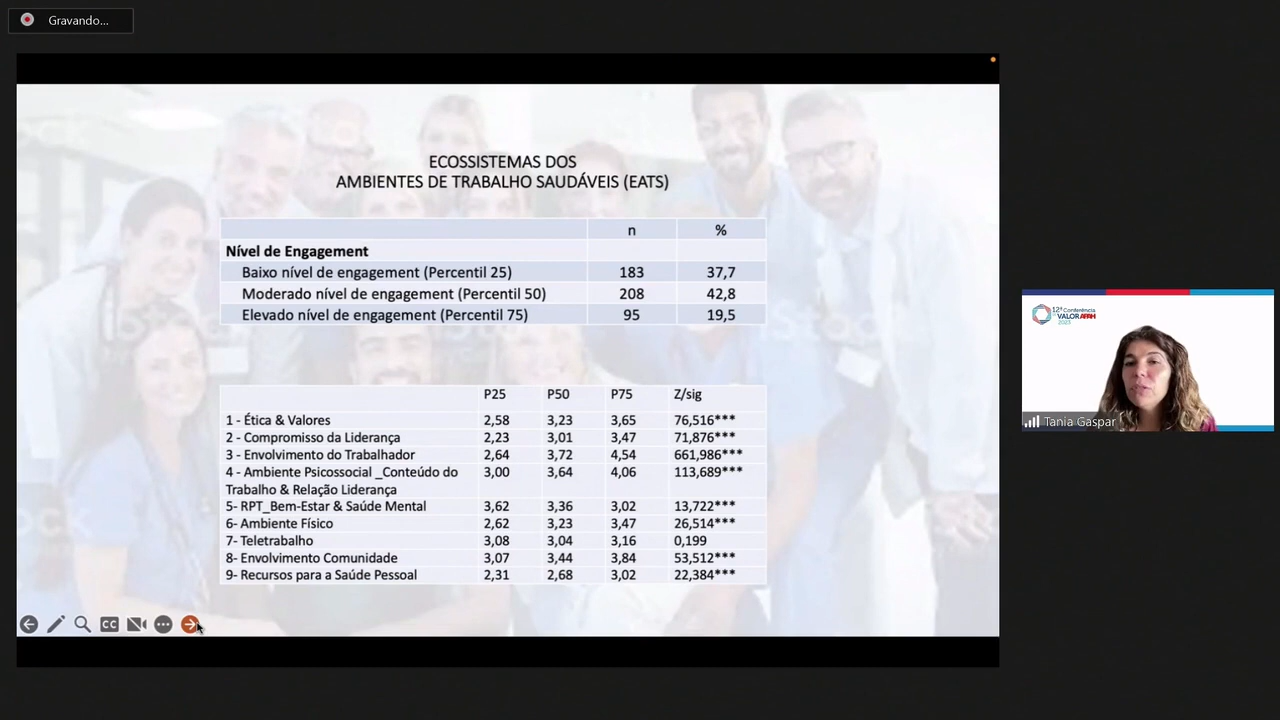 Gravando...
ECOSSISTEMAS DOS
AMBIENTES DE TRABALHO SAUDÁVEIS (EATS)
n %
Nível de Engagement
Baixo nível de engagement (Percentil 25) 183 37,7
Moderado nível de engagement (Percentil 50) 208 42,8
Elevado nível de engagement (Percentil 75) 95 19,5
P25 P50 P75 Z/sig
1 - Ética & Valores 2,58 3,23 3,65 76,516***
2 - Compromisso da Liderança 2,23 3,01 3,47 71,876***
3 - Envolvimento do Trabalhador 2,64 3,72 4,54 661,986***
4 - Ambiente Psicossocial _Conteúdo do 3,00 3,64 4,06 113,689***
Trabalho & Relação Liderança
5- RPT_Bem-Estar & Saúde Mental 3,62 3,36 3,02 13,722***
6- Ambiente Físico 2,62 3,23 3,47 26,514***
7- Teletrabalho 3,08 3,04 3,16 0,199
8- Envolvimento Comunidade 3,07 3,44 3,84 53,512***
9- Recursos para a Saúde Pessoal 2,31 2,68 3,02 22,384***
CC
12ª Conferência
VALOR APAH
2023
Tania Gaspar